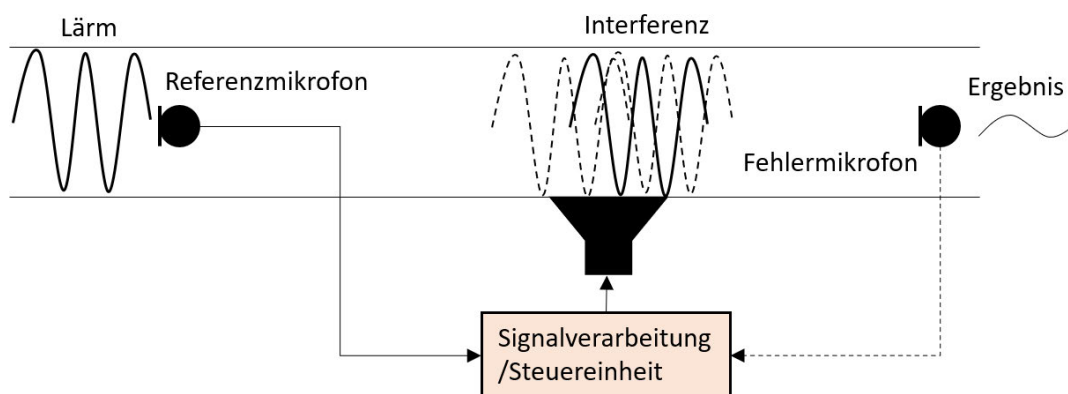 Lärm
Interferenz
Referenzmikrofon
Ergebnis
Fehlermikrofon
Signalverarbeitung
/Steuereinheit